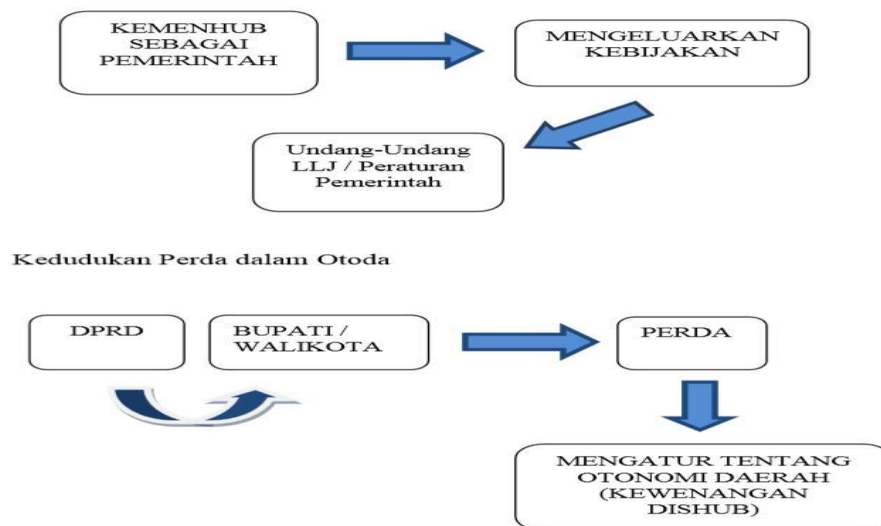 KEMENHUB
SEBAGAI
PEMERINTAH
MENGELUARKAN
KEBIJAKAN
Undang-Undang
LLJ / Peraturan
Pemerintah
Kedudukan Perda dalam Otoda
DPRD
BUPATI /
WALIKOTA
PERDA
MENGATUR TENTANG
OTONOMI DAERAH
(KEWENANGAN
DISHUB)